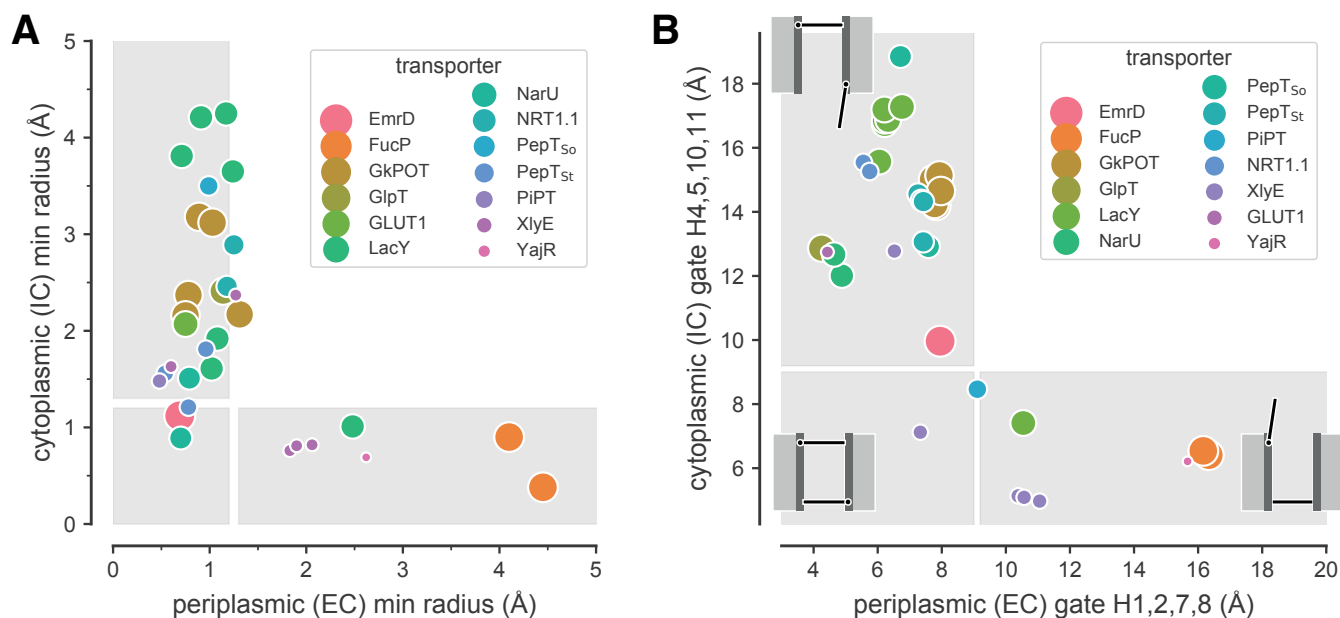 A
cytoplasmic (IC) min radius (Å)
5
4
3
2
1
0
0 1 2 3 4 5
periplasmic (EC) min radius (Å)
transporter
EmrD
FucP
GkPOT
GlpT
GLUT1
LacY
NarU
NRT1.1
PepTSo
PepTSt
PiPT
XlyE
YajR
B
cytoplasmic (IC) gate H4,5,10,11 (Å)
18
16
14
12
10
8
6
4 6 8 10 12 14 16 18 20
periplasmic (EC) gate H1,2,7,8 (Å)
transporter
EmrD
FucP
GkPOT
GlpT
LacY
NarU
PepTSo
PepTSt
PiPT
NRT1.1
XlyE
GLUT1
YajR